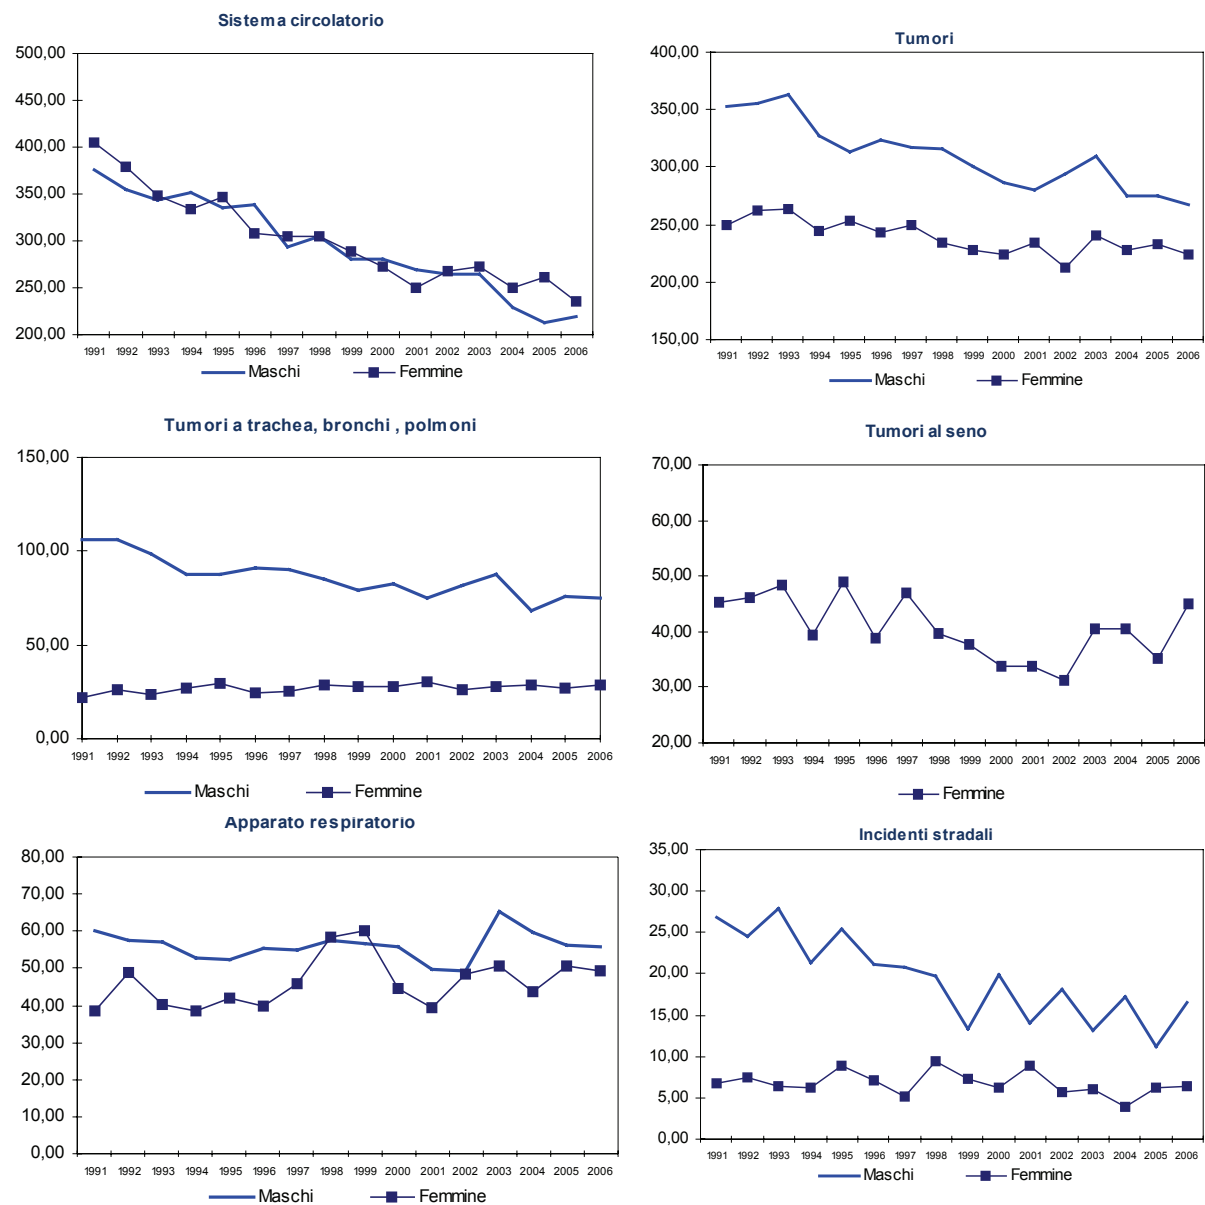 Sistema circolatorio
500,00
450,00
400,00
350,00
300,00
250,00
200,00
1991 1992 1993 1994 1995 1996 1997 1998 1999 2000 2001 2002 2003 2004 2005 2006
Maschi Femmine
Tumori
400,00
350,00
300,00
250,00
200,00
150,00
1991 1992 1993 1994 1995 1996 1997 1998 1999 2000 2001 2002 2003 2004 2005 2006
Maschi Femmine
Tumori a trachea, bronchi , polmoni
150,00
100,00
50,00
0,00
1991 1992 1993 1994 1995 1996 1997 1998 1999 2000 2001 2002 2003 2004 2005 2006
Maschi Femmine
Tumori al seno
70,00
60,00
50,00
40,00
30,00
20,00
1991 1992 1993 1994 1995 1996 1997 1998 1999 2000 2001 2002 2003 2004 2005 2006
Femmine
Apparato respiratorio
80,00
70,00
60,00
50,00
40,00
30,00
20,00
10,00
0,00
1991 1992 1993 1994 1995 1996 1997 1998 1999 2000 2001 2002 2003 2004 2005 2006
Maschi Femmine
Incidenti stradali
35,00
30,00
25,00
20,00
15,00
10,00
5,00
0,00
1991 1992 1993 1994 1995 1996 1997 1998 1999 2000 2001 2002 2003 2004 2005 2006
Maschi Femmine